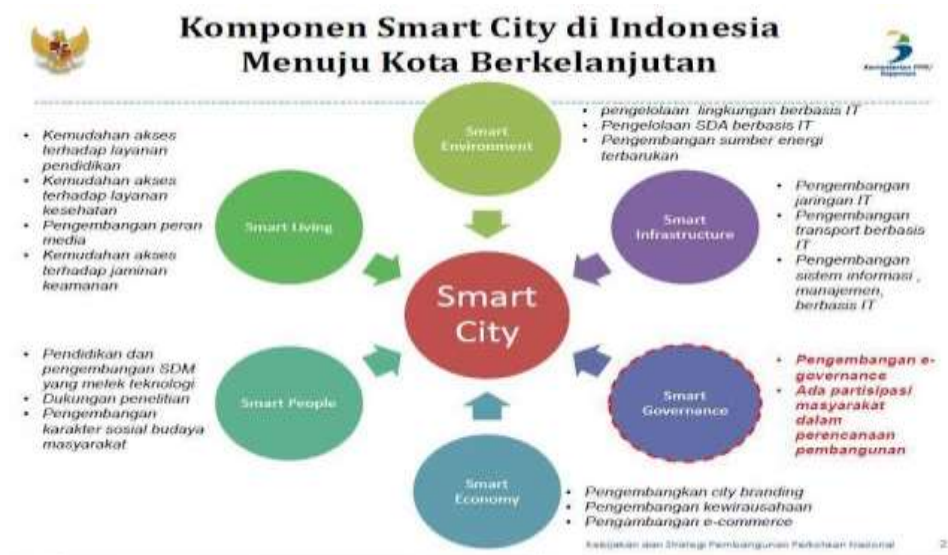 Komponen Smart City di Indonesia
Menuju Kota Berkelanjutan
Kementerian PPN/
Bappenas
Smart
Environment
• pengelolaan lingkungan berbasis IT
• Pengelolaan SDA berbasis IT
• Pengembangan sumber energi
terbarukan
• Kemudahan akses
terhadap layanan
pendidikan
• Kemudahan akses
terhadap layanan
kesehatan
• Pengembangan peran
media
• Kemudahan akses
terhadap jaminan
keamanan
Smart Living
Smart
Infrastructure
• Pengembangan
jaringan IT
• Pengembangan
transport berbasis
IT
• Pengembangan
sistem informasi ,
manajemen,
berbasis IT
Smart
City
• Pendidikan dan
pengembangan SDM
yang melek teknologi
• Dukungan penelitian
• Pengembangan
karakter sosial budaya
masyarakat
Smart People
Smart
Governance
• Pengembangan e-
governance
• Ada partisipasi
masyarakat
dalam
perencanaan
pembangunan
Smart
Economy
• Pengembangkan city branding
• Pengembangan kewirausahaan
• Pengambangan e-commerce
Kebijakan dan Strategi Pembangunan Perkotaan Nasional
2